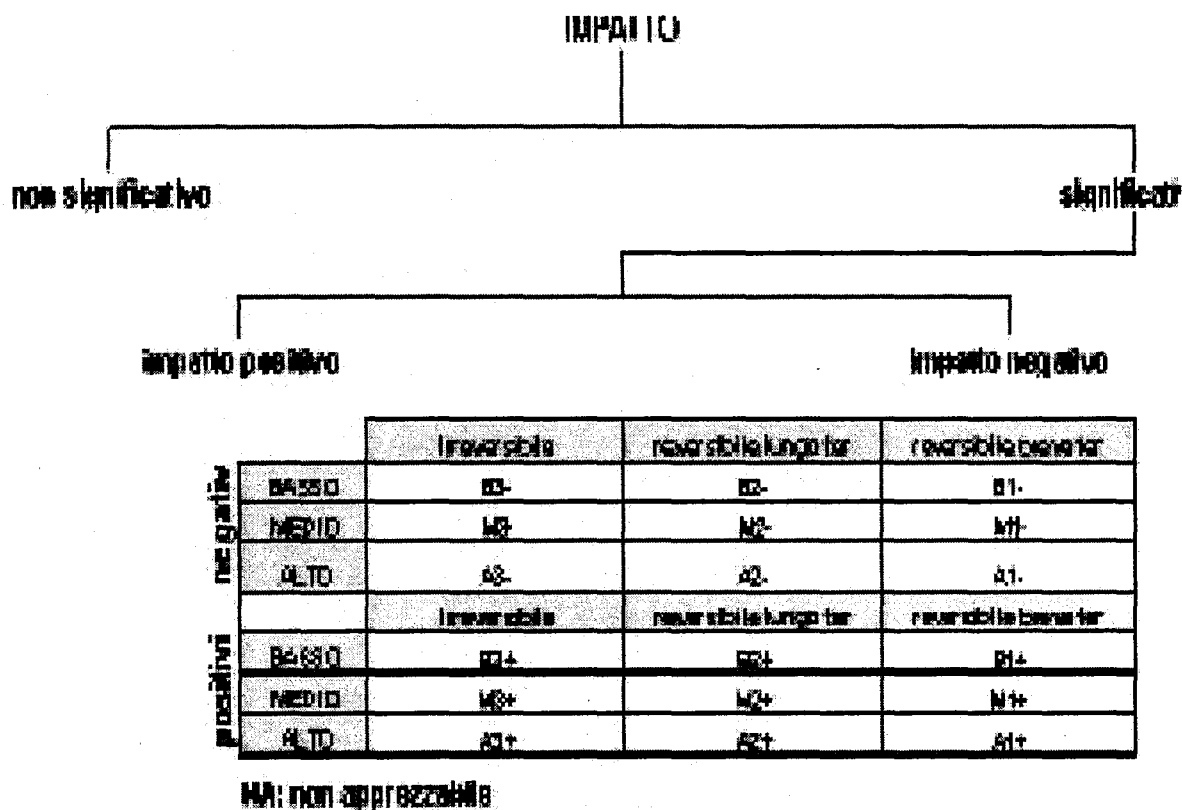 IMPATTO
non significativo
significati
impatto positivo
impatto negativo
irreversibile reversibile lungo ter reversibile breve ter
negativi
BASSO B3- B2- B1-
MEDIO M3- M2- M1-
ALTO A3- A2- A1-
irreversibile reversibile lungo ter reversibile breve ter
positivi
BASSO B3+ B2+ B1+
MEDIO M3+ M2+ M1+
ALTO A3+ A2+ A1+
NA: non apprezzabile